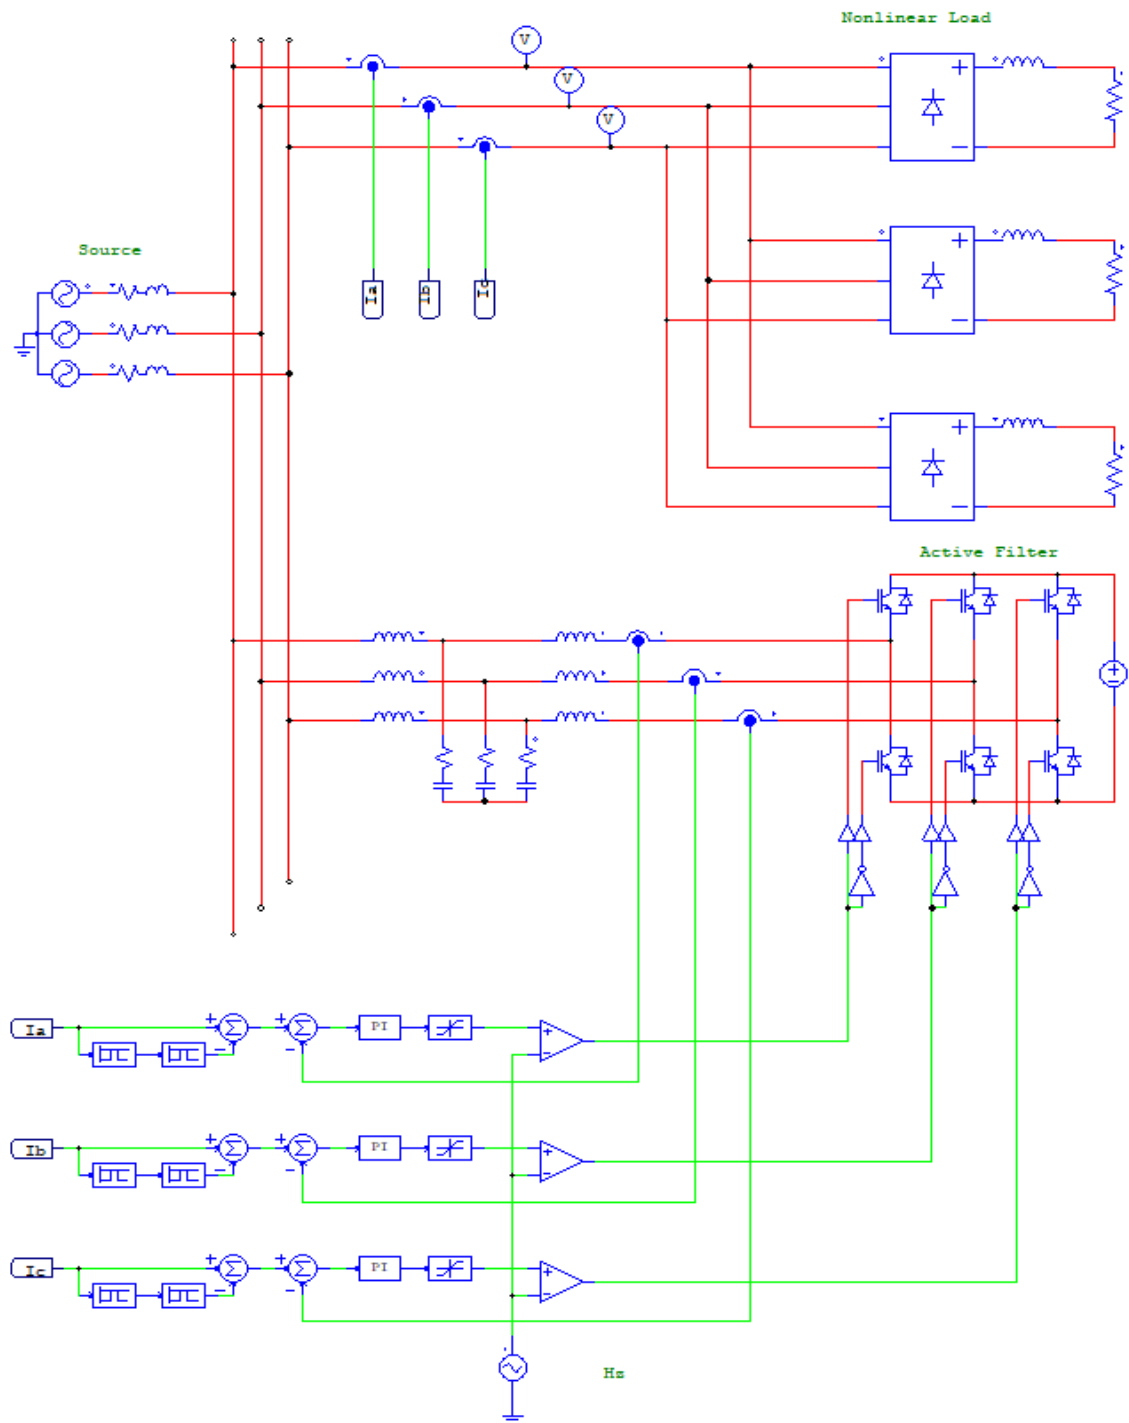 Nonlinear Load
V
V
V
Source
Ia
Ib
Ic
Active Filter
Ia
PI
Ib
PI
Ic
PI
Hz